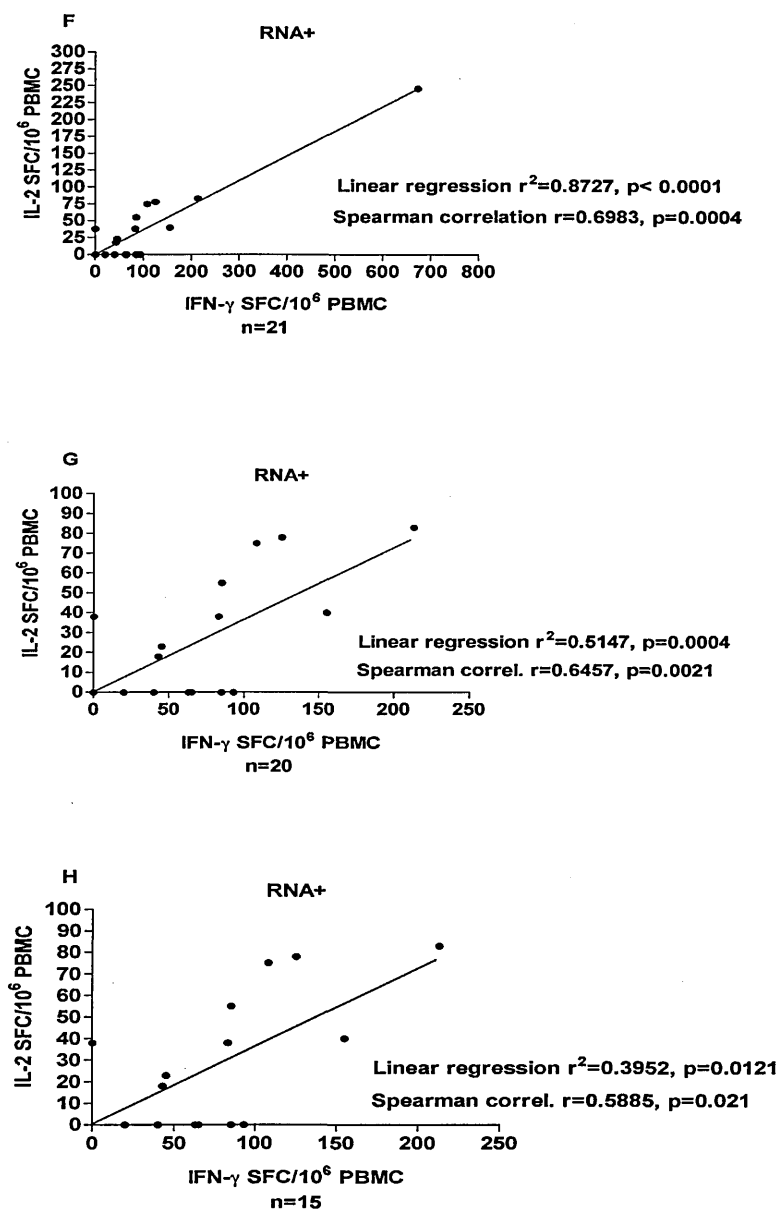 F
RNA+
300
275
250
225
200
175
150
125
100
75
50
25
0
IL-2 SFC/10⁶ PBMC
Linear regression r²=0.8727, p< 0.0001
Spearman correlation r=0.6983, p=0.0004
0 100 200 300 400 500 600 700 800
IFN-γ SFC/10⁶ PBMC
n=21
G
RNA+
100
90
80
70
60
50
40
30
20
10
0
IL-2 SFC/10⁶ PBMC
Linear regression r²=0.5147, p=0.0004
Spearman correl. r=0.6457, p=0.0021
0 50 100 150 200 250
IFN-γ SFC/10⁶ PBMC
n=20
H
RNA+
100
90
80
70
60
50
40
30
20
10
0
IL-2 SFC/10⁶ PBMC
Linear regression r²=0.3952, p=0.0121
Spearman correl. r=0.5885, p=0.021
0 50 100 150 200 250
IFN-γ SFC/10⁶ PBMC
n=15